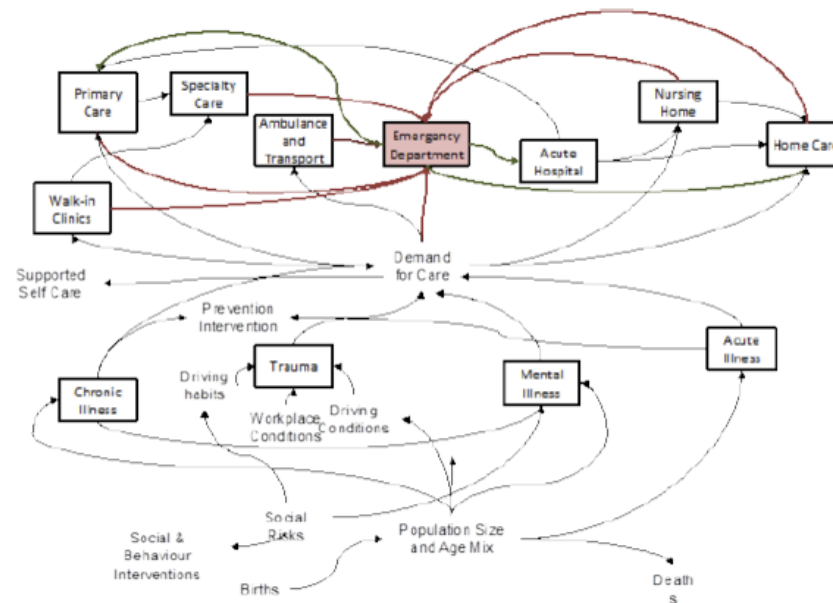 Primary
Care
Specialty
Care
Ambulance
and
Transport
Emergency
Department
Acute
Hospital
Nursing
Home
Home Care
Walk-in
Clinics
Demand
for Care
Supported
Self Care
Prevention
Intervention
Trauma
Acute
Illness
Mental
Illness
Chronic
Illness
Driving
habits
Workplace
Conditions
Driving
Conditions
Social
Risks
Population Size
and Age Mix
Social &
Behaviour
Interventions
Births
Death
s